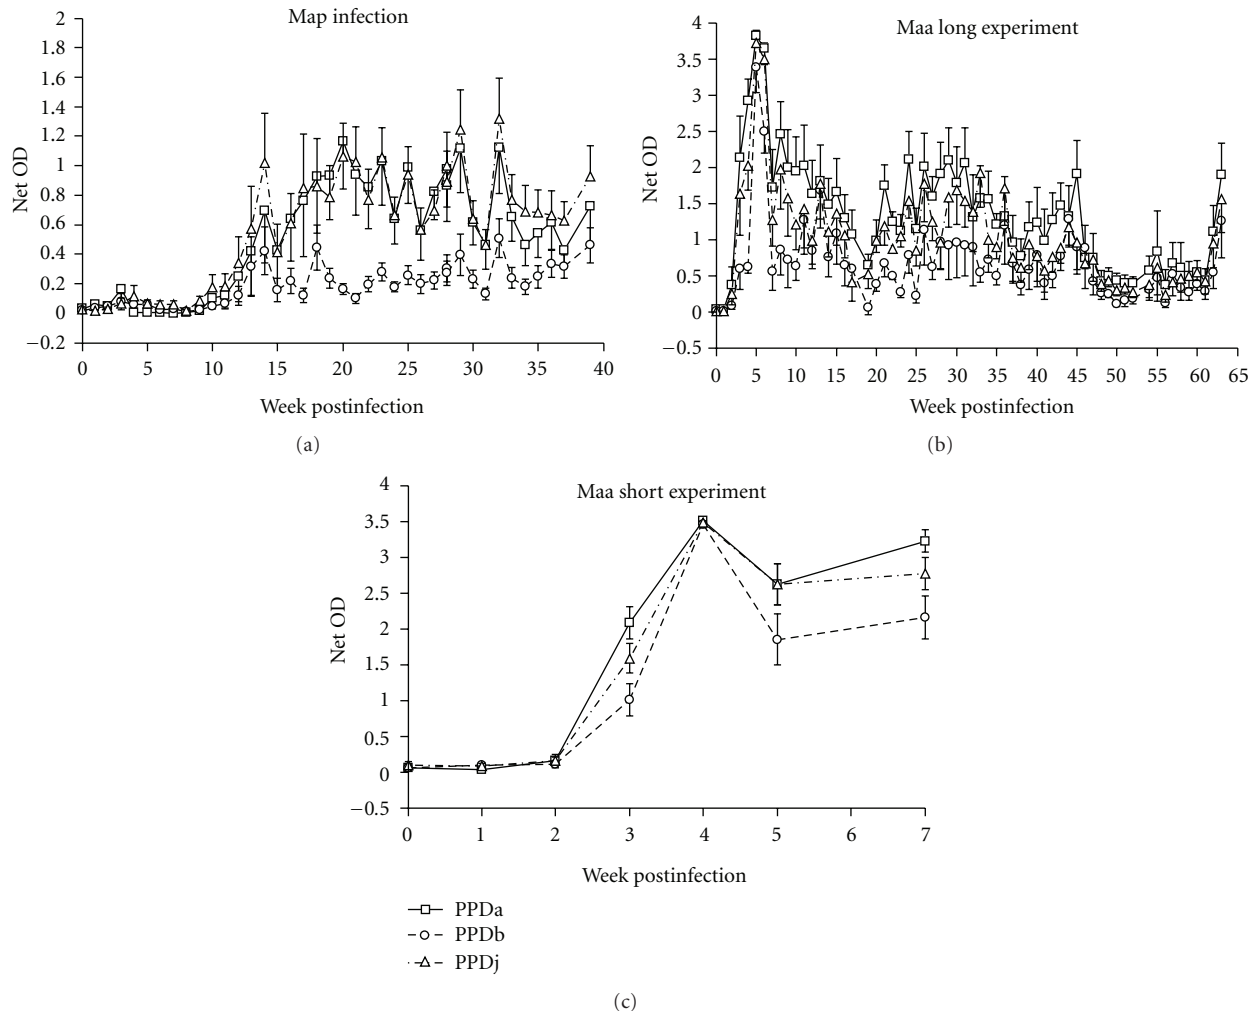 Map infection
2
1.8
1.6
1.4
1.2
1
0.8
0.6
0.4
0.2
0
−0.2
Net OD
0 5 10 15 20 25 30 35 40
Week postinfection
(a)
Maa long experiment
4
3.5
3
2.5
2
1.5
1
0.5
0
−0.5
Net OD
0 5 10 15 20 25 30 35 40 45 50 55 60 65
Week postinfection
(b)
Maa short experiment
4
3.5
3
2.5
2
1.5
1
0.5
0
−0.5
Net OD
0 1 2 3 4 5 6 7
Week postinfection
PPDa
PPDb
PPDj
(c)